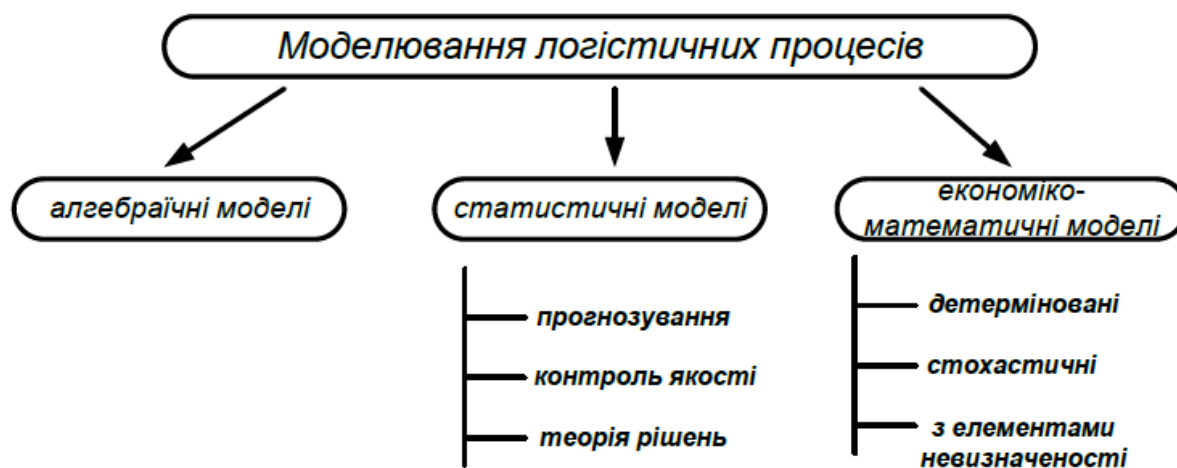 Моделювання логістичних процесів
алгебраїчні моделі
статистичні моделі
прогнозування
контроль якості
теорія рішень
економіко-
математичні моделі
детерміновані
стохастичні
з елементами
невизначеності